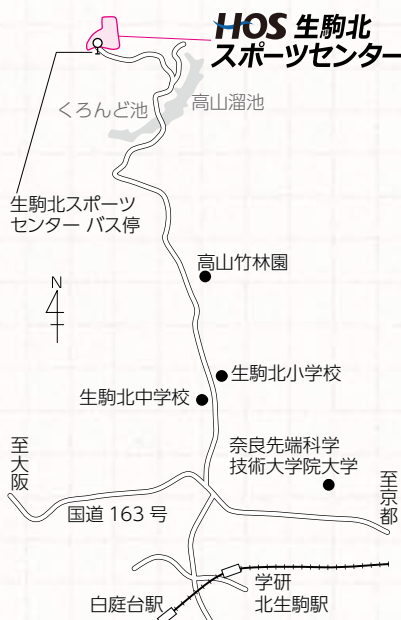 HOS 生駒北
スポーツセンター
くろんど池
高山溜池
生駒北スポーツ
センター バス停
N
高山竹林園
生駒北小学校
生駒北中学校
奈良先端科学
技術大学院大学
至大阪
至京都
国道 163 号
学研
北生駒駅
白庭台駅